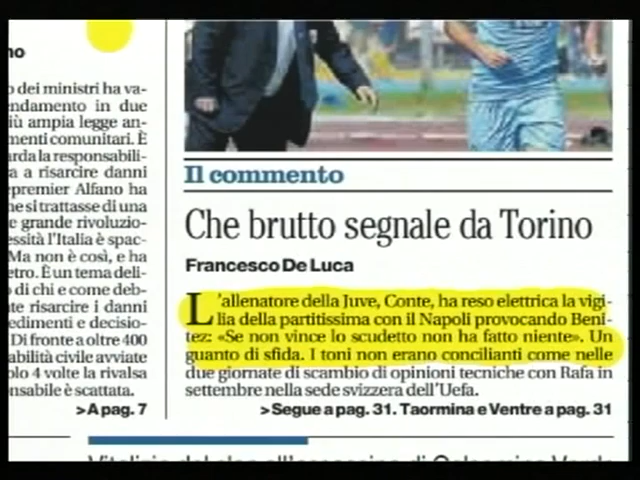 no
dei ministri ha va-
endamento in due
iù ampia legge an-
menti comunitari. È
arda la responsabili-
a a risarcire danni
premier Alfano ha
he si trattasse di una
e grande rivoluzio-
essità l'Italia è spac-
Ma non è così, e ha
etro. È un tema deli-
di chi e come deb-
te risarcire i danni
edimenti e decisio-
Di fronte a oltre 400
abilità civile avviate
olo 4 volte la rivalsa
nsabile è scattata.
>A pag. 7
Il commento
Che brutto segnale da Torino
Francesco De Luca
L'allenatore della Juve, Conte, ha reso elettrica la vigi-
lia della partitissima con il Napoli provocando Beni-
tez: «Se non vince lo scudetto non ha fatto niente». Un
guanto di sfida. I toni non erano concilianti come nelle
due giornate di scambio di opinioni tecniche con Rafa in
settembre nella sede svizzera dell'Uefa.
>Segue a pag. 31. Taormina e Ventre a pag. 31